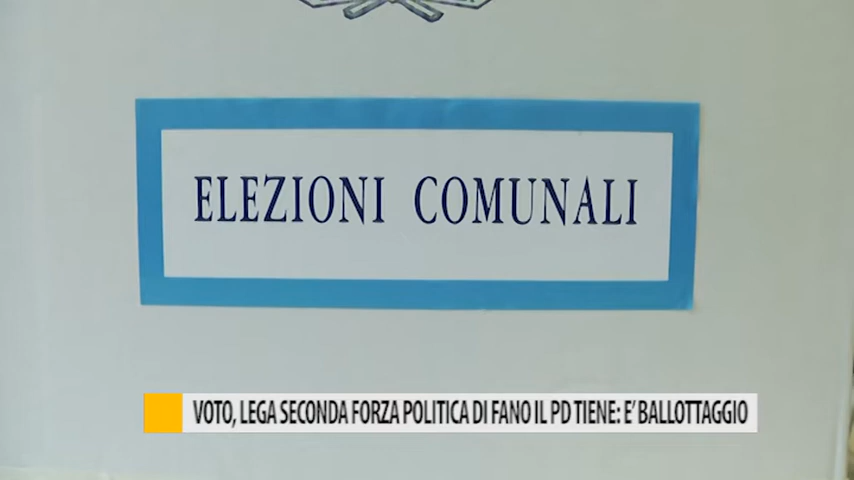 ELEZIONI COMUNALI
VOTO, LEGA SECONDA FORZA POLITICA DI FANO IL PD TIENE: E' BALLOTTAGGIO